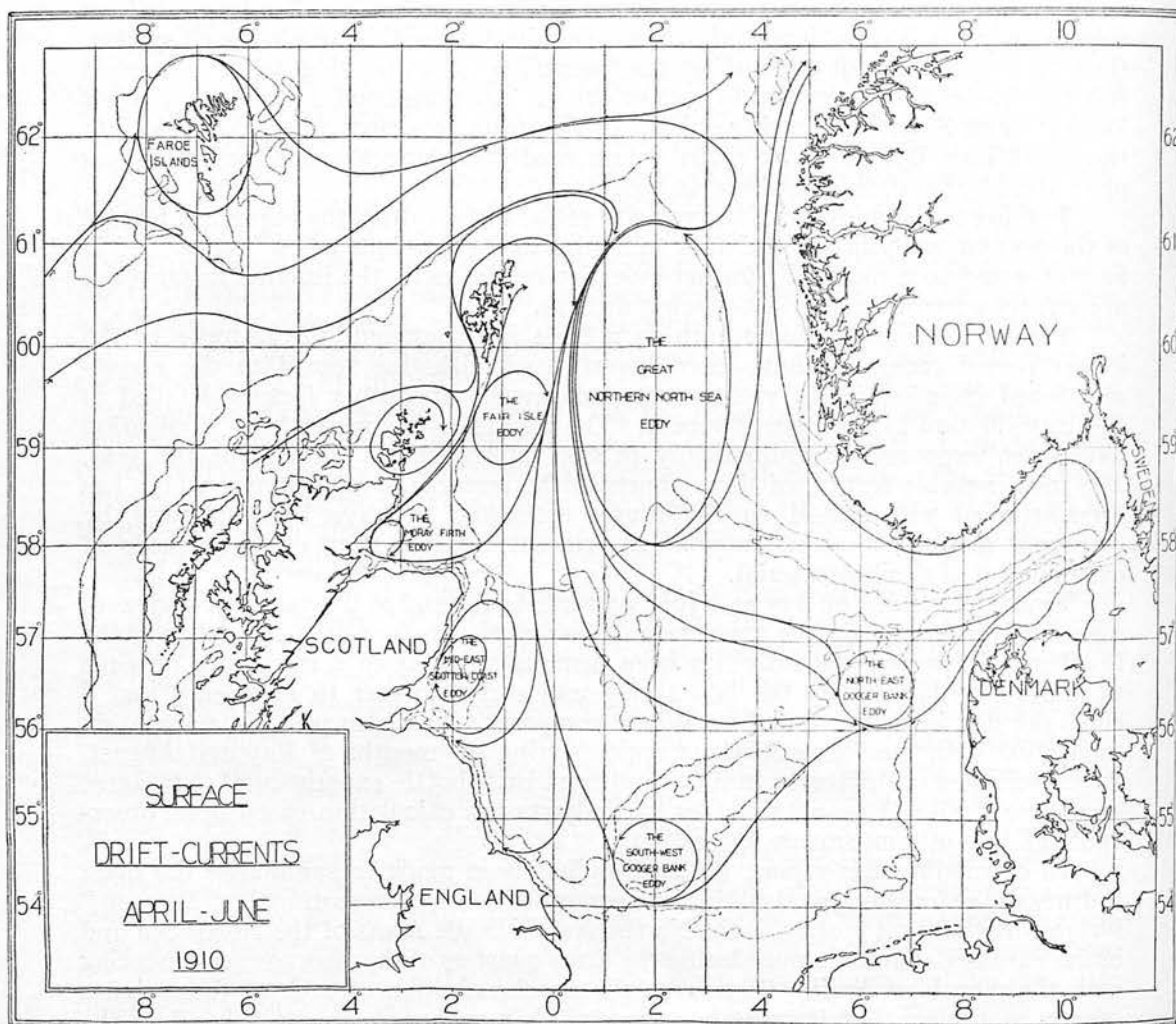 8° 6° 4° 2° 0° 2° 4° 6° 8° 10°
62°
61°
60°
59°
58°
57°
56°
55°
54°
FAROE
ISLANDS
NORWAY
SWEDEN
THE
GREAT
NORTHERN NORTH SEA
EDDY
THE
FAIR ISLE
EDDY
THE
MORAY FIRTH
EDDY
SCOTLAND
THE
MID-EAST
SCOTTISH COAST
EDDY
THE
NORTH-EAST
DOGGER BANK
EDDY
DENMARK
THE
SOUTH-WEST
DOGGER BANK
EDDY
ENGLAND
SURFACE
DRIFT-CURRENTS
APRIL-JUNE
1910
8° 6° 4° 2° 0° 2° 4° 6° 8° 10°